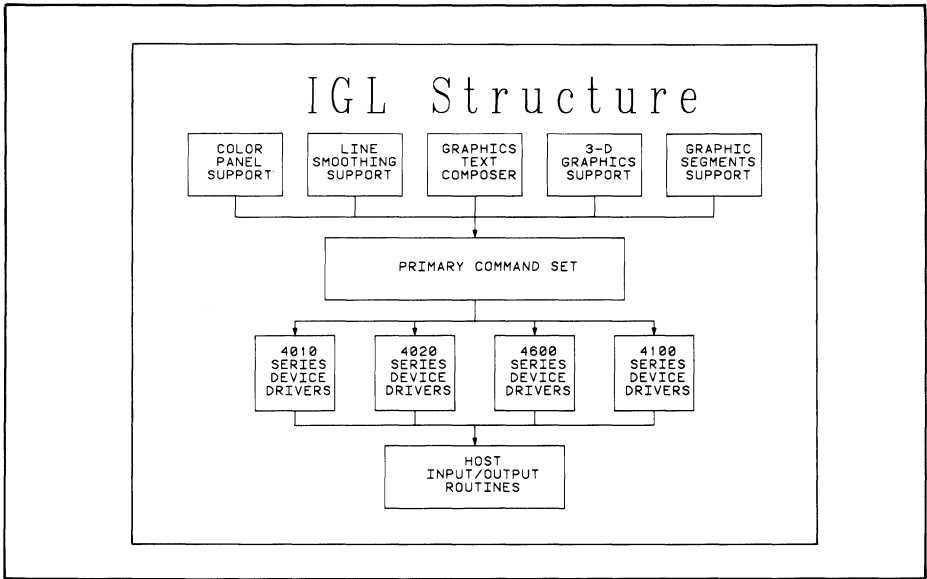 IGL Structure
COLOR
PANEL
SUPPORT
LINE
SMOOTHING
SUPPORT
GRAPHICS
TEXT
COMPOSER
3-D
GRAPHICS
SUPPORT
GRAPHIC
SEGMENTS
SUPPORT
PRIMARY COMMAND SET
4010
SERIES
DEVICE
DRIVERS
4020
SERIES
DEVICE
DRIVERS
4600
SERIES
DEVICE
DRIVERS
4100
SERIES
DEVICE
DRIVERS
HOST
INPUT/OUTPUT
ROUTINES